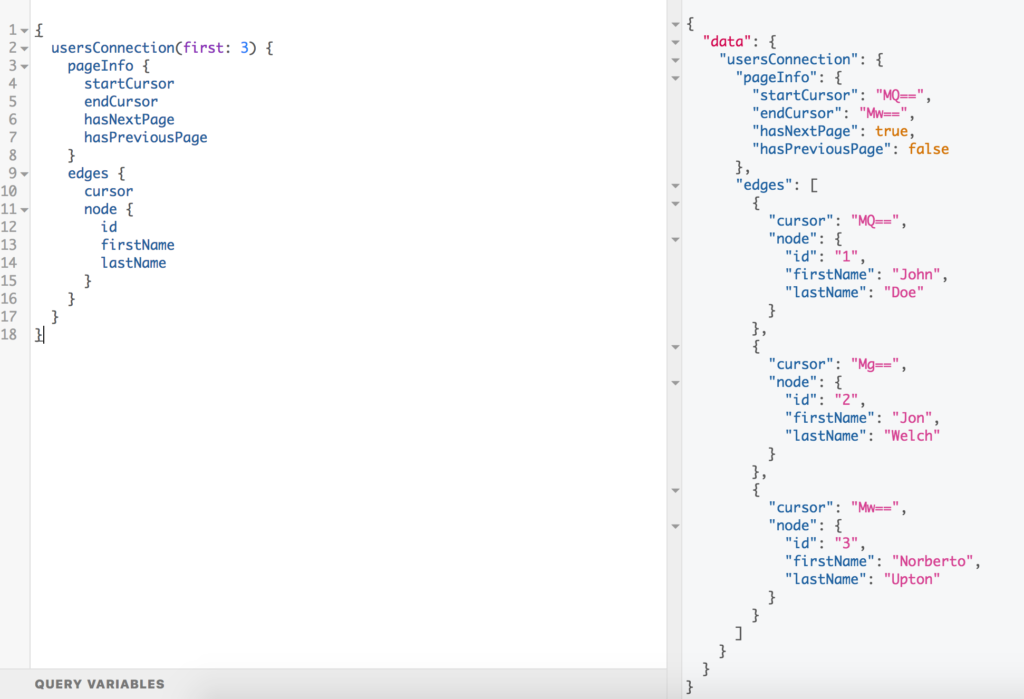 1 {
2 usersConnection(first: 3) {
3 pageInfo {
4 startCursor
5 endCursor
6 hasNextPage
7 hasPreviousPage
8 }
9 edges {
10 cursor
11 node {
12 id
13 firstName
14 lastName
15 }
16 }
17 }
18 }
QUERY VARIABLES
{
"data": {
"usersConnection": {
"pageInfo": {
"startCursor": "MQ==",
"endCursor": "Mw==",
"hasNextPage": true,
"hasPreviousPage": false
},
"edges": [
{
"cursor": "MQ==",
"node": {
"id": "1",
"firstName": "John",
"lastName": "Doe"
}
},
{
"cursor": "Mg==",
"node": {
"id": "2",
"firstName": "Jon",
"lastName": "Welch"
}
},
{
"cursor": "Mw==",
"node": {
"id": "3",
"firstName": "Norberto",
"lastName": "Upton"
}
}
]
}
}
}